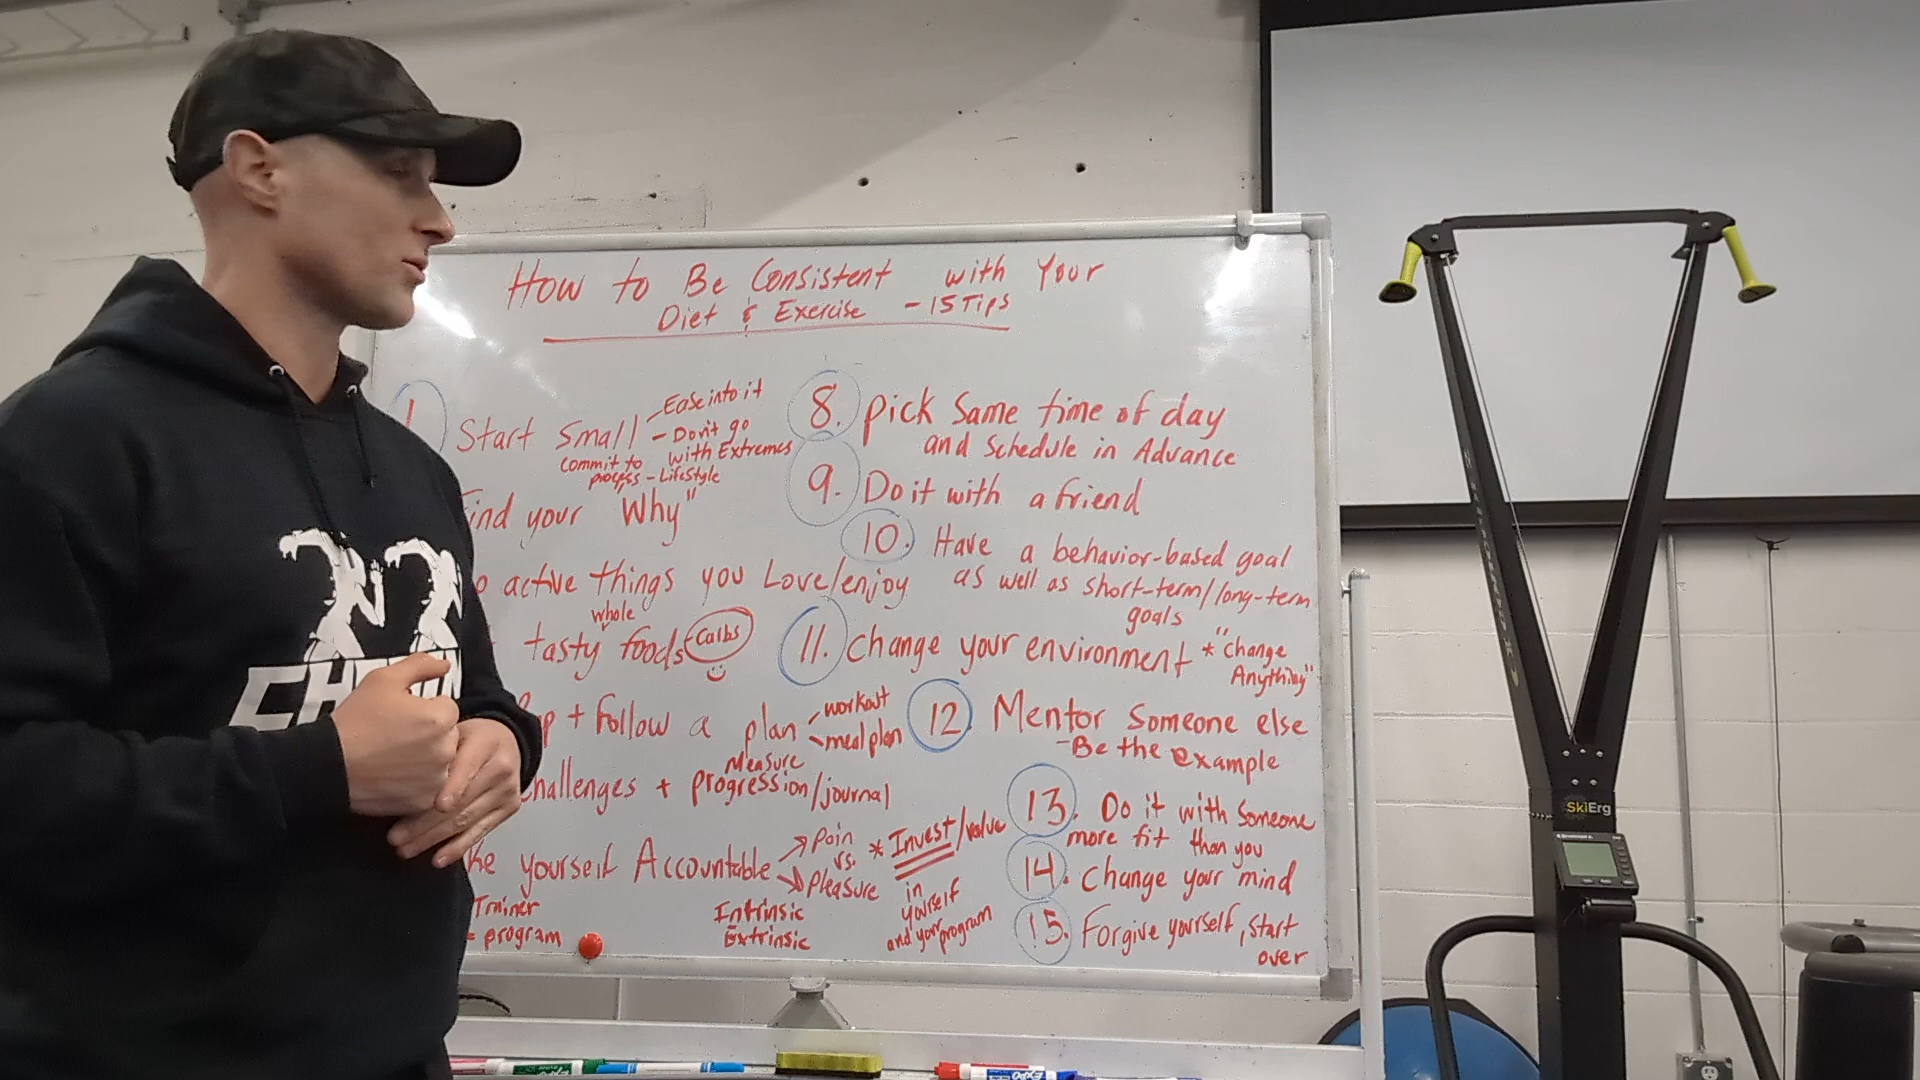 How to Be Consistent with Your
Diet & Exercise - 15 Tips
1.
Start Small
- Ease into it
- Don't go
with Extremes
commit to
process - Lifestyle
Find your "Why"
active things you Love/enjoy
whole
tasty foods Carbs
+ Follow a plan
workout
meal plan
challenges + progression/journal
Measure
yourself Accountable
Pain
vs.
Pleasure
* Invest/value
in
yourself
and your program
Trainer
program
Intrinsic
Extrinsic
8. Pick Same time of day
and Schedule in Advance
9. Do it with a friend
10. Have a behavior-based goal
as well as short-term/long-term
goals
11. Change your environment * "Change
Anything"
12. Mentor Someone else
- Be the example
13. Do it with Someone
more fit than you
14. Change your mind
15. Forgive yourself, start
over
SkiErg
EXPO
EXPO